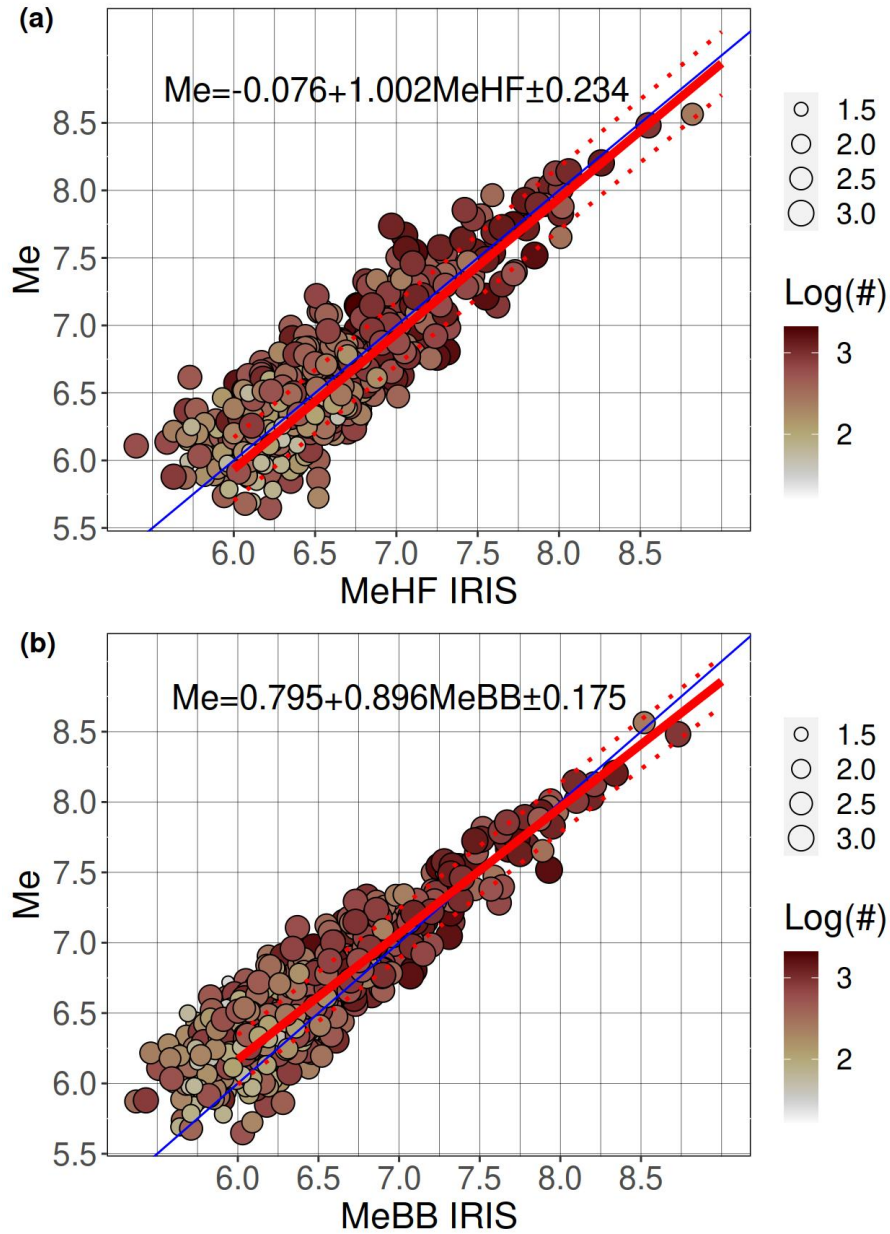 (a)
Me=-0.076+1.002MeHF±0.234
Me
8.5
8.0
7.5
7.0
6.5
6.0
5.5
6.0 6.5 7.0 7.5 8.0 8.5
MeHF IRIS
1.5
2.0
2.5
3.0
Log(#)
3
2
(b)
Me=0.795+0.896MeBB±0.175
Me
8.5
8.0
7.5
7.0
6.5
6.0
5.5
6.0 6.5 7.0 7.5 8.0 8.5
MeBB IRIS
1.5
2.0
2.5
3.0
Log(#)
3
2